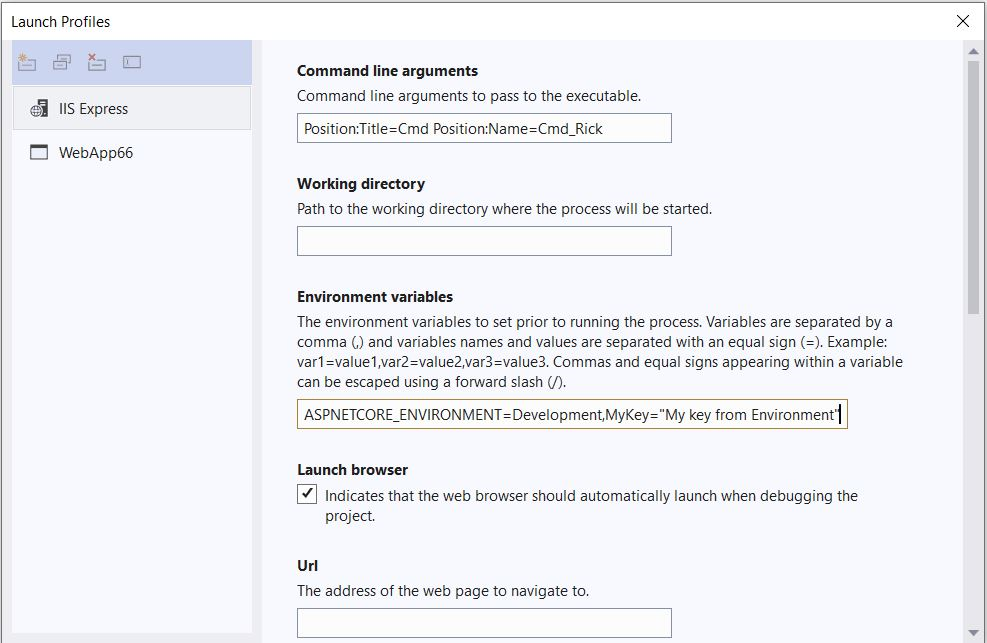 Launch Profiles
IIS Express
WebApp66
Command line arguments
Command line arguments to pass to the executable.
Position:Title=Cmd Position:Name=Cmd_Rick
Working directory
Path to the working directory where the process will be started.
Environment variables
The environment variables to set prior to running the process. Variables are separated by a
comma (,) and variables names and values are separated with an equal sign (=). Example:
var1=value1,var2=value2,var3=value3. Commas and equal signs appearing within a variable
can be escaped using a forward slash (/).
ASPNETCORE_ENVIRONMENT=Development,MyKey="My key from Environment"
Launch browser
Indicates that the web browser should automatically launch when debugging the
project.
Url
The address of the web page to navigate to.